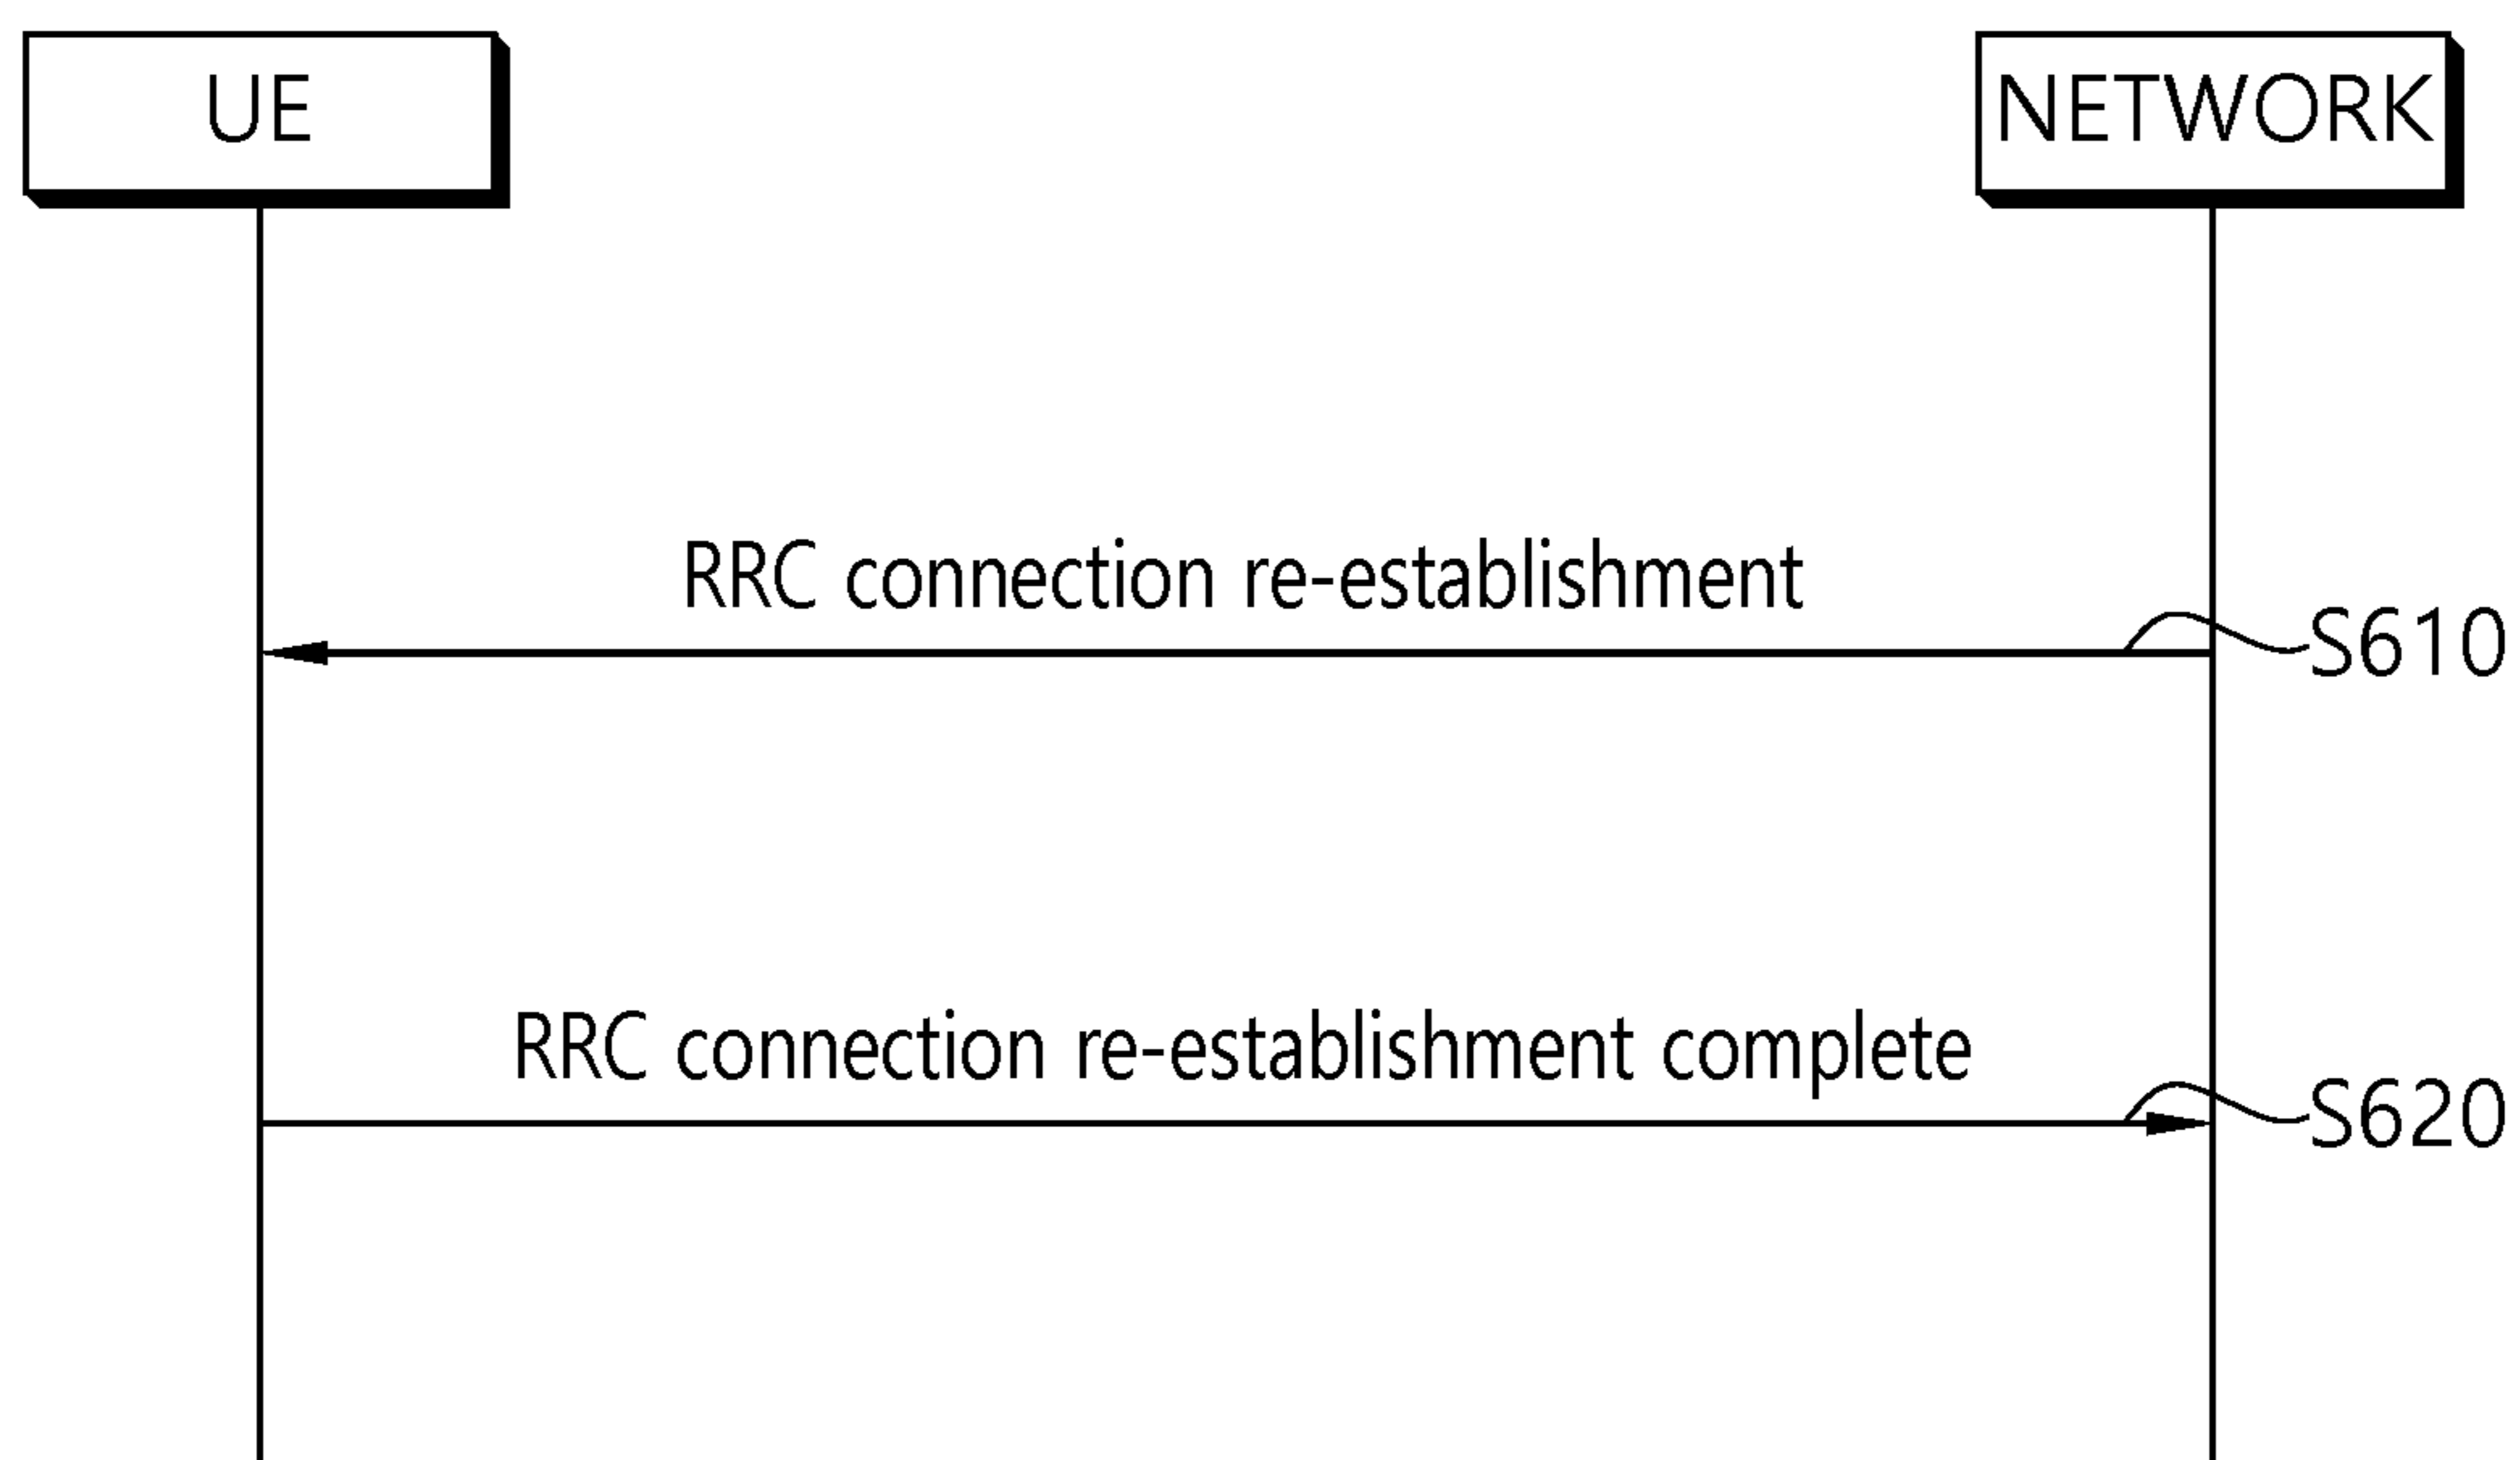 UE
NETWORK
RRC connection re-establishment
S610
RRC connection re-establishment complete
S620